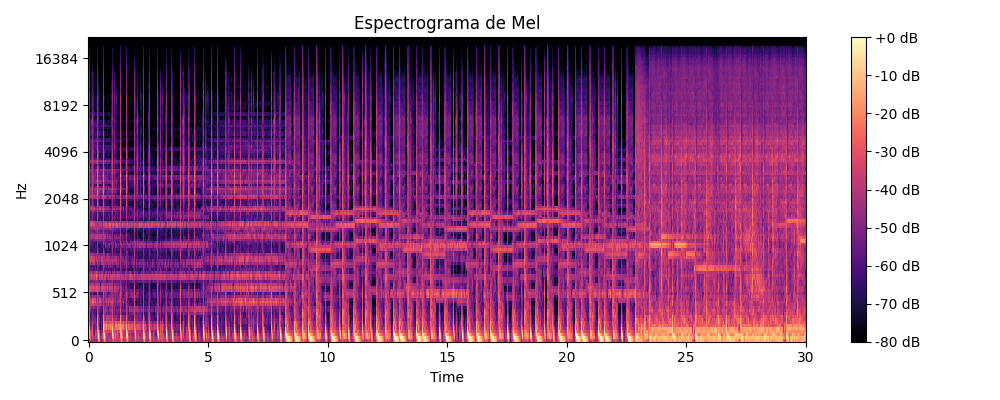 Espectrograma de Mel
Hz
16384
8192
4096
2048
1024
512
0
0 5 10 15 20 25 30
Time
+0 dB
-10 dB
-20 dB
-30 dB
-40 dB
-50 dB
-60 dB
-70 dB
-80 dB